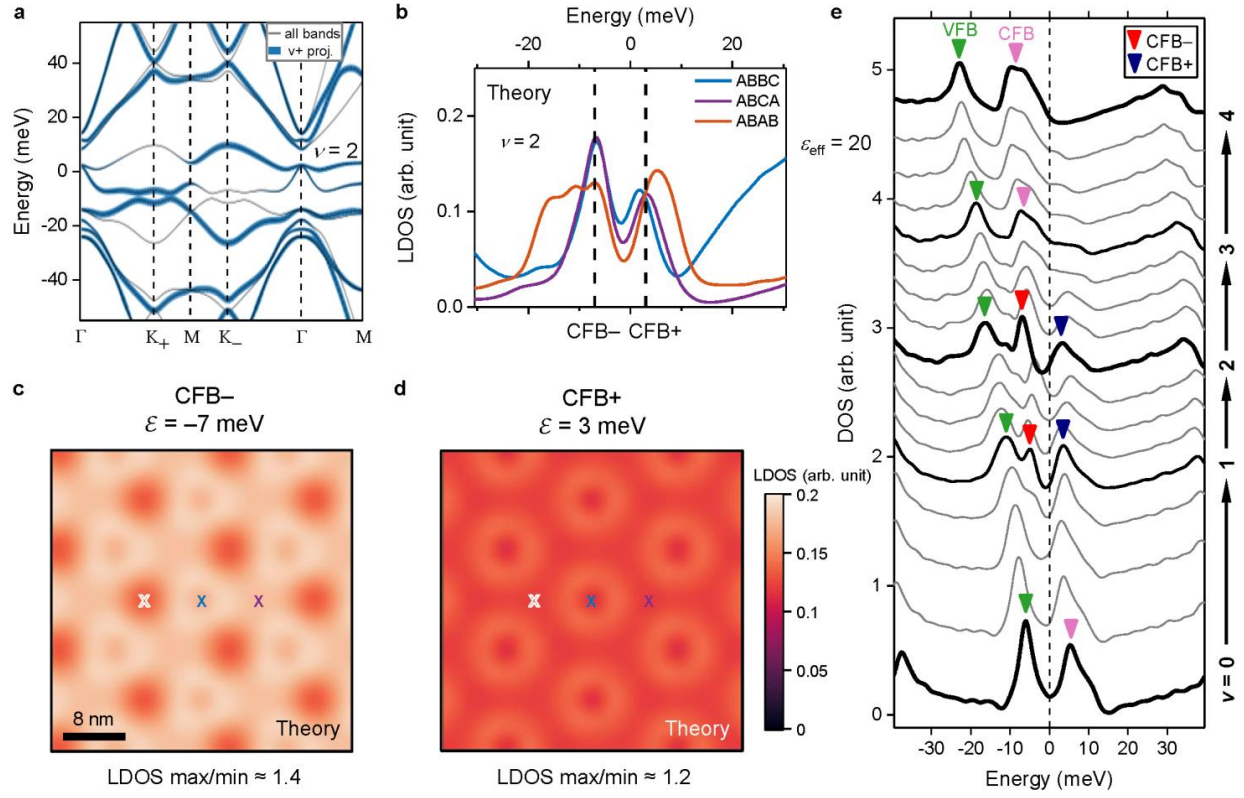 a
all bands
v+ proj.
Energy (meV)
40
20
0
-20
-40
ν = 2
Γ
K+
M
K−
Γ
M
b
Energy (meV)
-20
0
20
LDOS (arb. unit)
0.2
0.1
0.0
Theory
ν = 2
ABBC
ABCA
ABAB
εeff = 20
CFB− CFB+
c
CFB−
ℰ = −7 meV
X X X
8 nm
Theory
LDOS max/min ≈ 1.4
d
CFB+
ℰ = 3 meV
X X X
Theory
LDOS max/min ≈ 1.2
LDOS (arb. unit)
0.2
0.15
0.1
0.05
0
e
VFB
CFB
CFB−
CFB+
DOS (arb. unit)
5
4
3
2
1
0
-30 -20 -10 0 10 20 30
Energy (meV)
ν = 0
1
2
3
4